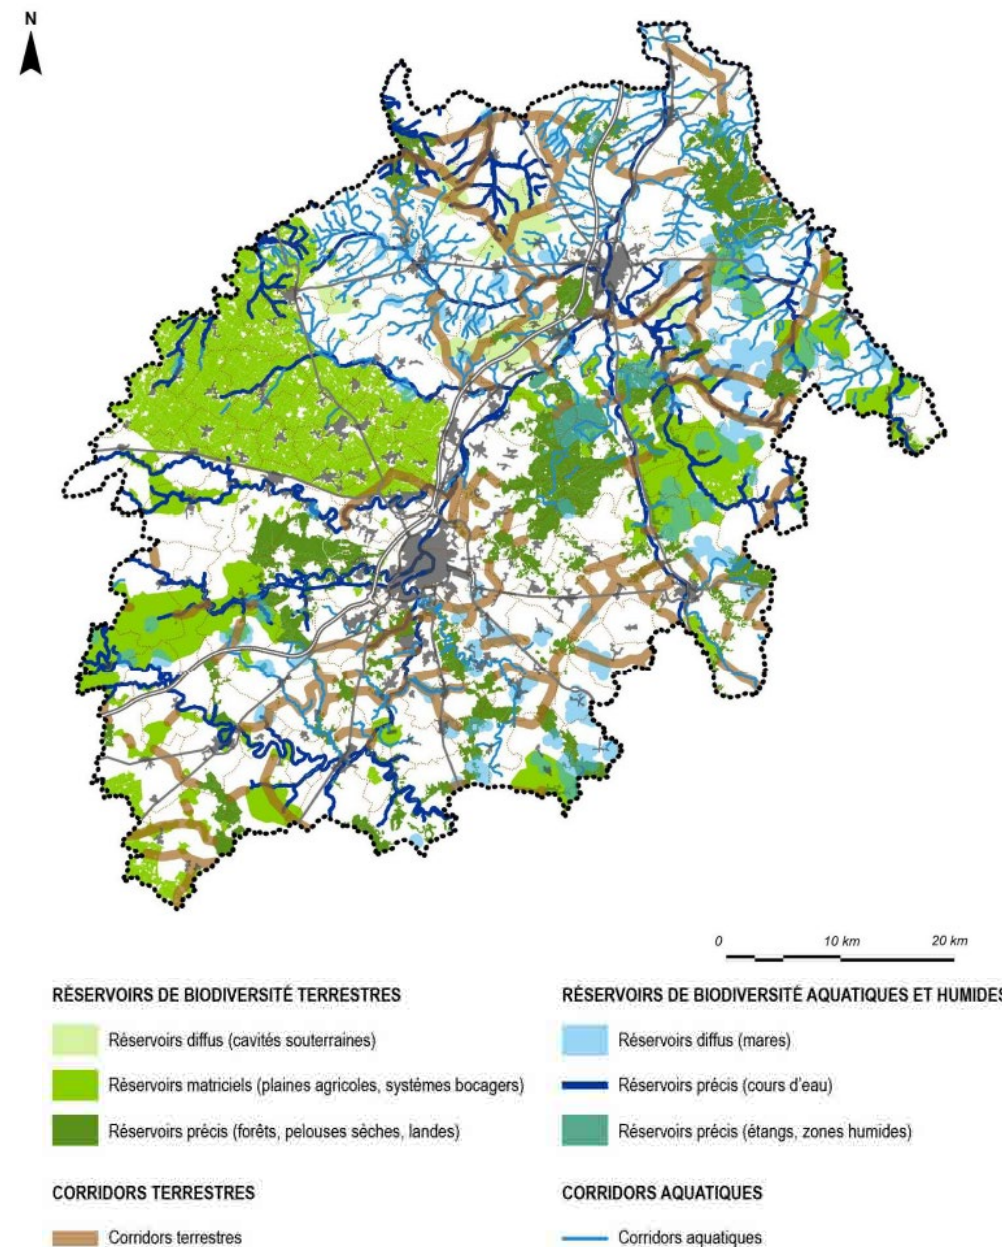 N
0 10 km 20 km
RÉSERVOIRS DE BIODIVERSITÉ TERRESTRES
Réservoirs diffus (cavités souterraines)
Réservoirs matriciels (plaines agricoles, systèmes bocagers)
Réservoirs précis (forêts, pelouses sèches, landes)
CORRIDORS TERRESTRES
Corridors terrestres
RÉSERVOIRS DE BIODIVERSITÉ AQUATIQUES ET HUMIDES
Réservoirs diffus (mares)
Réservoirs précis (cours d'eau)
Réservoirs précis (étangs, zones humides)
CORRIDORS AQUATIQUES
Corridors aquatiques